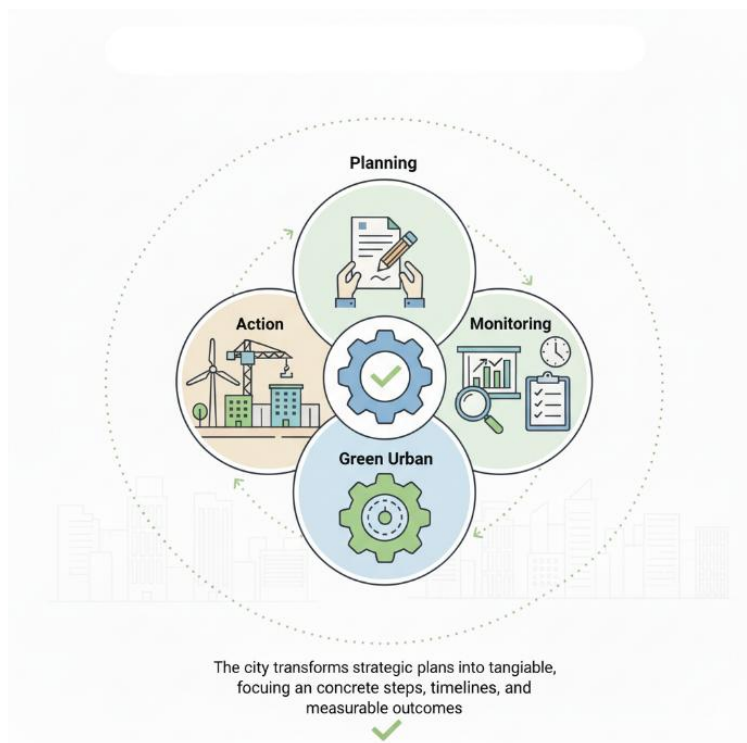 Planning
Action
Monitoring
Green Urban
The city transforms strategic plans into tangiable,
focuing an concrete steps, timelines, and
measurable outcomes